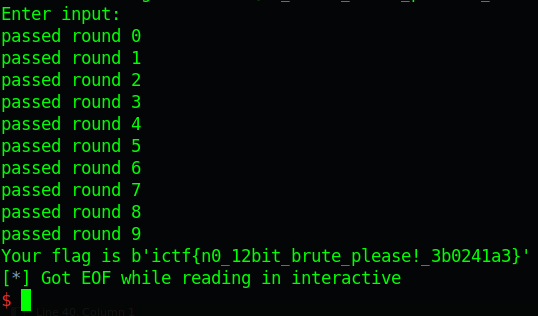 Enter input:
passed round 0
passed round 1
passed round 2
passed round 3
passed round 4
passed round 5
passed round 6
passed round 7
passed round 8
passed round 9
Your flag is b'ictf{n0_12bit_brute_please!_3b0241a3}'
[*] Got EOF while reading in interactive
$